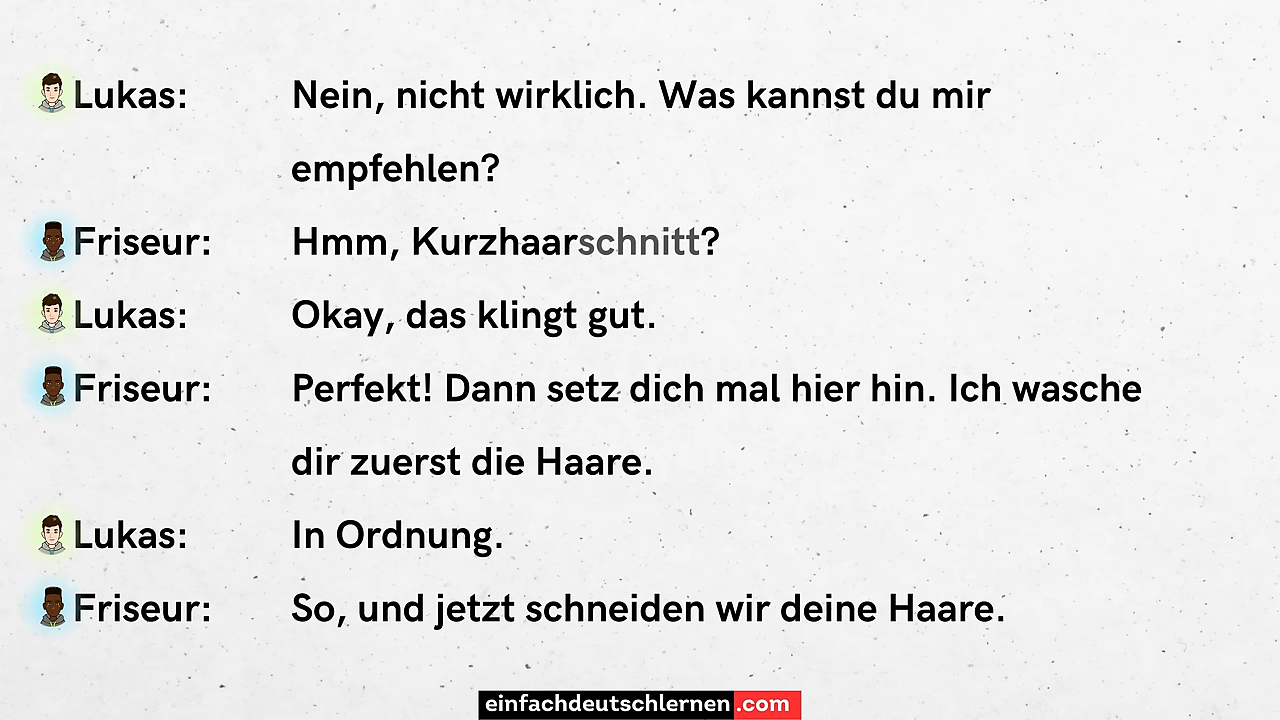 Lukas: Nein, nicht wirklich. Was kannst du mir
empfehlen?
Friseur: Hmm, Kurzhaarschnitt?
Lukas: Okay, das klingt gut.
Friseur: Perfekt! Dann setz dich mal hier hin. Ich wasche
dir zuerst die Haare.
Lukas: In Ordnung.
Friseur: So, und jetzt schneiden wir deine Haare.
einfachdeutschlernen.com